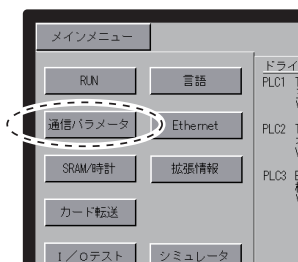 メインメニュー
RUN
言語
通信パラメータ
Ethernet
SRAM/時計
拡張情報
カード転送
I/Oテスト
シミュレータ
ドライ
PLC1
PLC2
PLC3